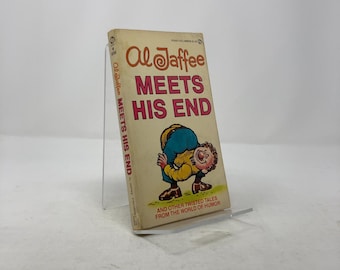 Al Jaffee
MEETS
HIS END
AND OTHER TWISTED TALES
FROM THE WORLD OF HUMOR!
Al Jaffee MEETS HIS END